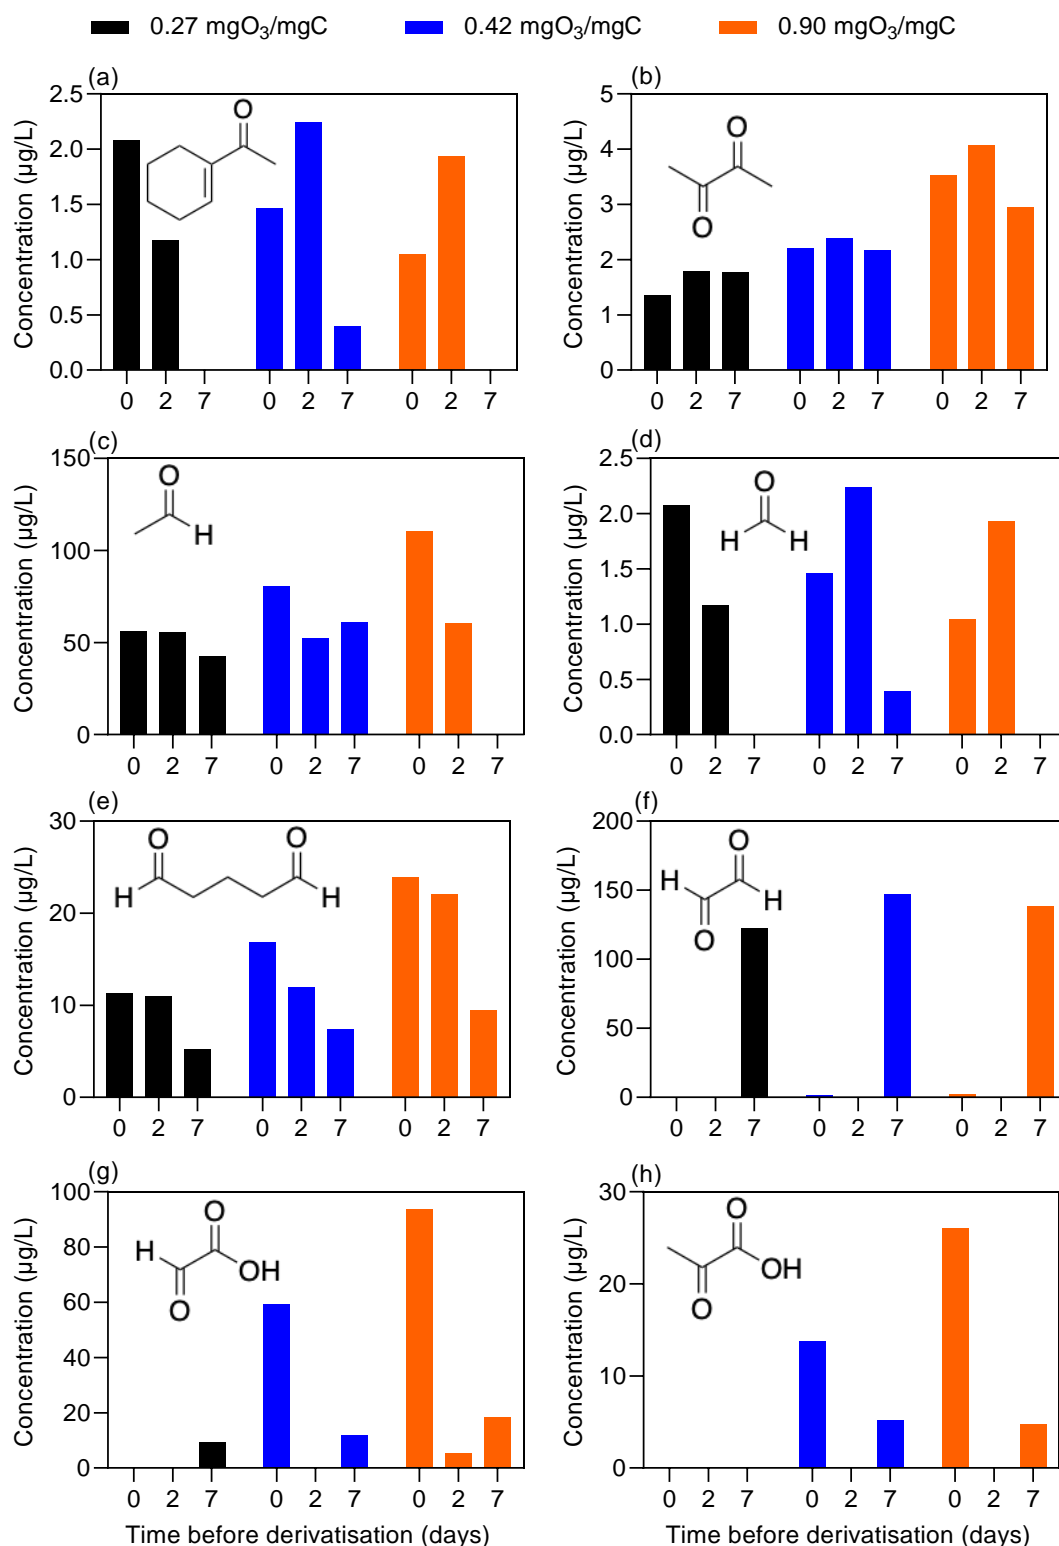 0.27 mgO₃/mgC 0.42 mgO₃/mgC 0.90 mgO₃/mgC
(a)
Concentration (µg/L)
2.5
2.0
1.5
1.0
0.5
0.0
O
0 2 7 0 2 7 0 2 7
(b)
Concentration (µg/L)
5
4
3
2
1
0
O
O
0 2 7 0 2 7 0 2 7
(c)
Concentration (µg/L)
150
100
50
0
O
H
0 2 7 0 2 7 0 2 7
(d)
Concentration (µg/L)
2.5
2.0
1.5
1.0
0.5
0.0
O
H H
0 2 7 0 2 7 0 2 7
(e)
Concentration (µg/L)
30
20
10
0
O O
H H
0 2 7 0 2 7 0 2 7
(f)
Concentration (µg/L)
200
150
100
50
0
O
H
H
O
0 2 7 0 2 7 0 2 7
(g)
Concentration (µg/L)
100
80
60
40
20
0
O
H
OH
O
0 2 7 0 2 7 0 2 7
Time before derivatisation (days)
(h)
Concentration (µg/L)
30
20
10
0
O
OH
O
0 2 7 0 2 7 0 2 7
Time before derivatisation (days)